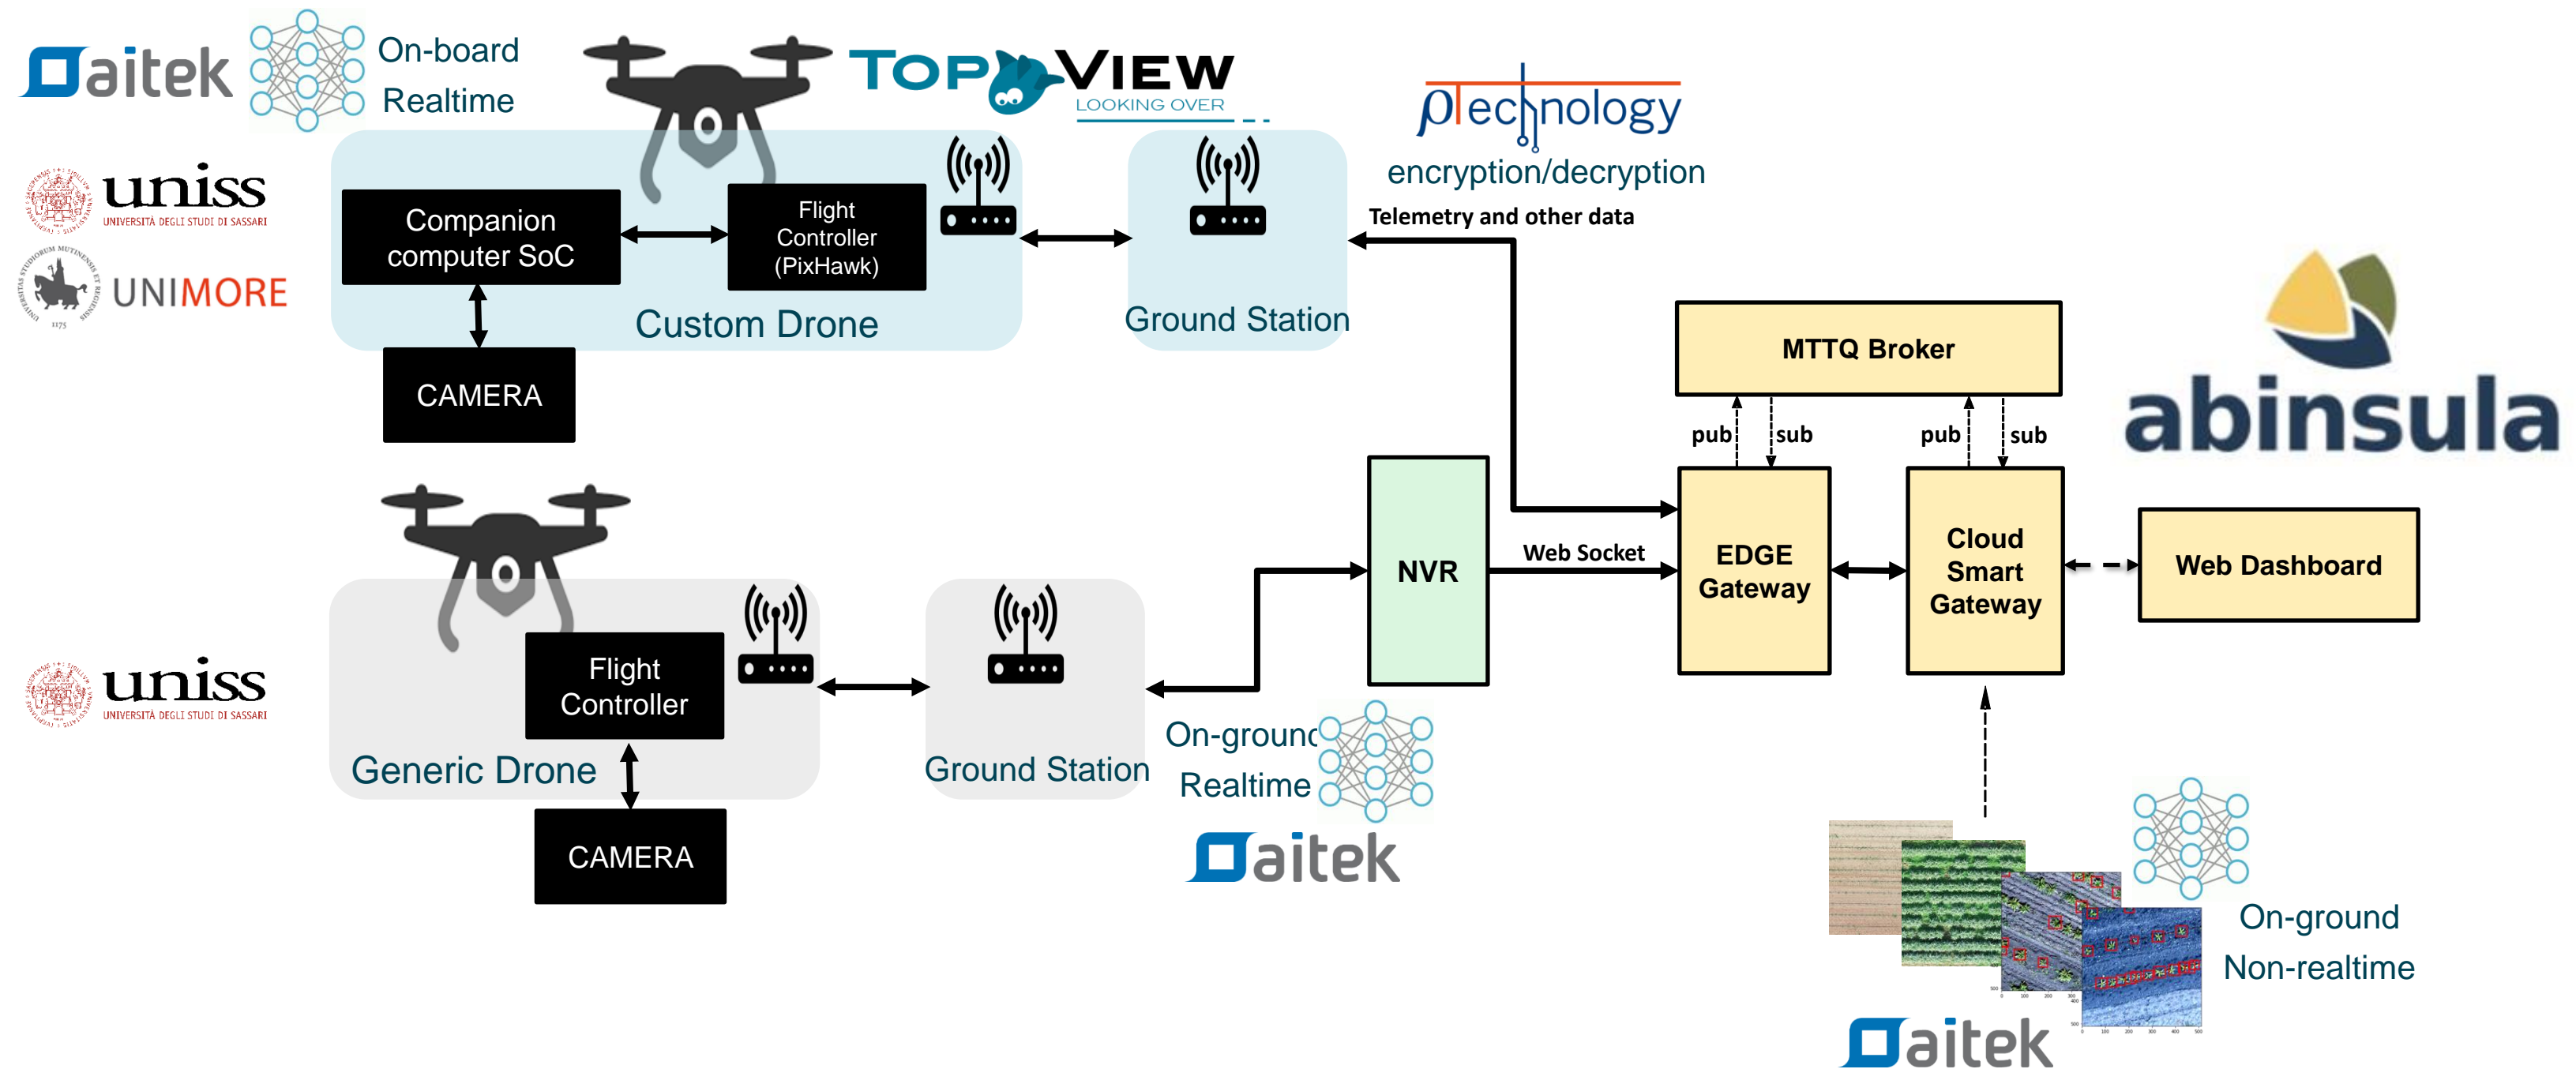 aitek
On-board
Realtime
TOPVIEW
LOOKING OVER
ρTechnology
encryption/decryption
Telemetry and other data
uniss
UNIVERSITÀ DEGLI STUDI DI SASSARI
UNIMORE
1175
Companion
computer SoC
Flight
Controller
(PixHawk)
Custom Drone
CAMERA
Ground Station
MTTQ Broker
pub
sub
pub
sub
abinsula
NVR
Web Socket
EDGE
Gateway
Cloud
Smart
Gateway
Web Dashboard
uniss
UNIVERSITÀ DEGLI STUDI DI SASSARI
Flight
Controller
Generic Drone
CAMERA
Ground Station
On-ground
Realtime
aitek
On-ground
Non-realtime
aitek